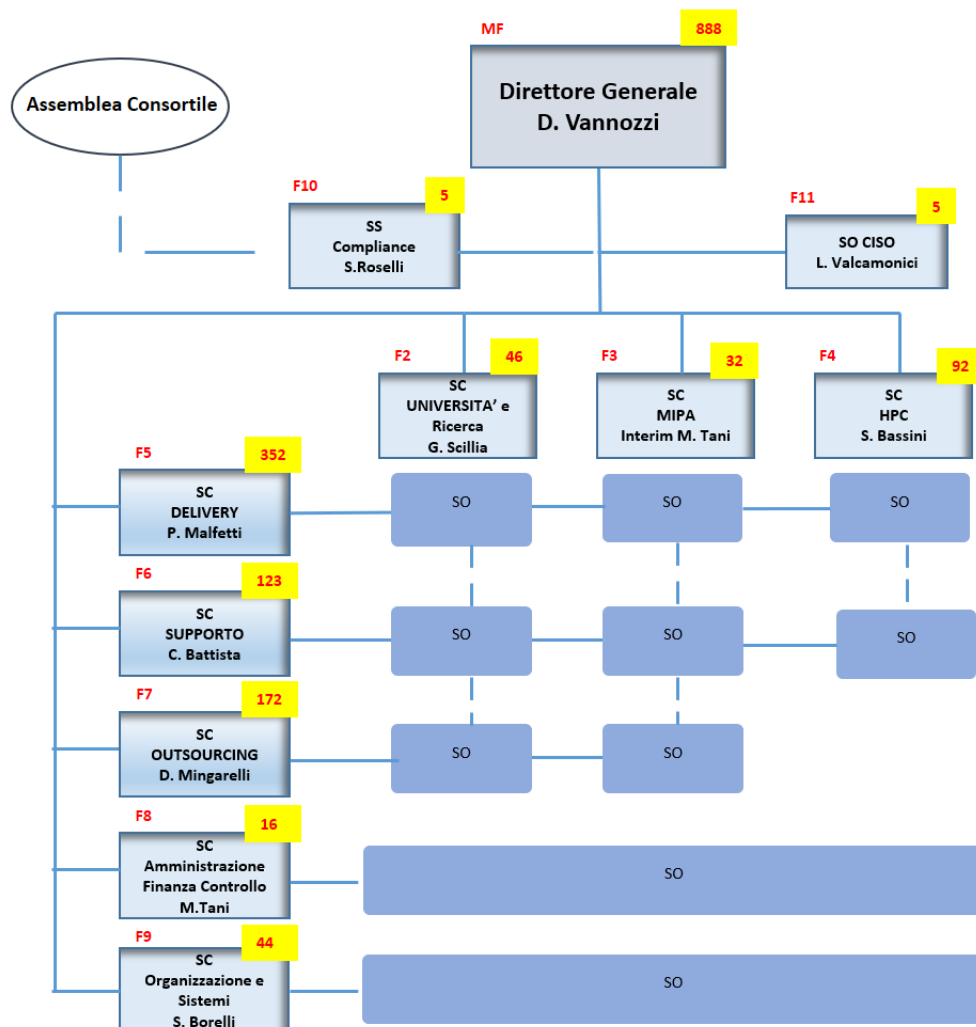 MF
888
Direttore Generale
D. Vannozzi
Assemblea Consortile
F10
5
SS
Compliance
S.Roselli
F11
5
SO CISO
L. Valcamonici
F2
46
SC
UNIVERSITA’ e
Ricerca
G. Scillia
F3
32
SC
MIPA
Interim M. Tani
F4
92
SC
HPC
S. Bassini
F5
352
SC
DELIVERY
P. Malfetti
SO
SO
SO
F6
123
SC
SUPPORTO
C. Battista
SO
SO
SO
F7
172
SC
OUTSOURCING
D. Mingarelli
SO
SO
F8
16
SC
Amministrazione
Finanza Controllo
M.Tani
SO
F9
44
SC
Organizzazione e
Sistemi
S. Borelli
SO